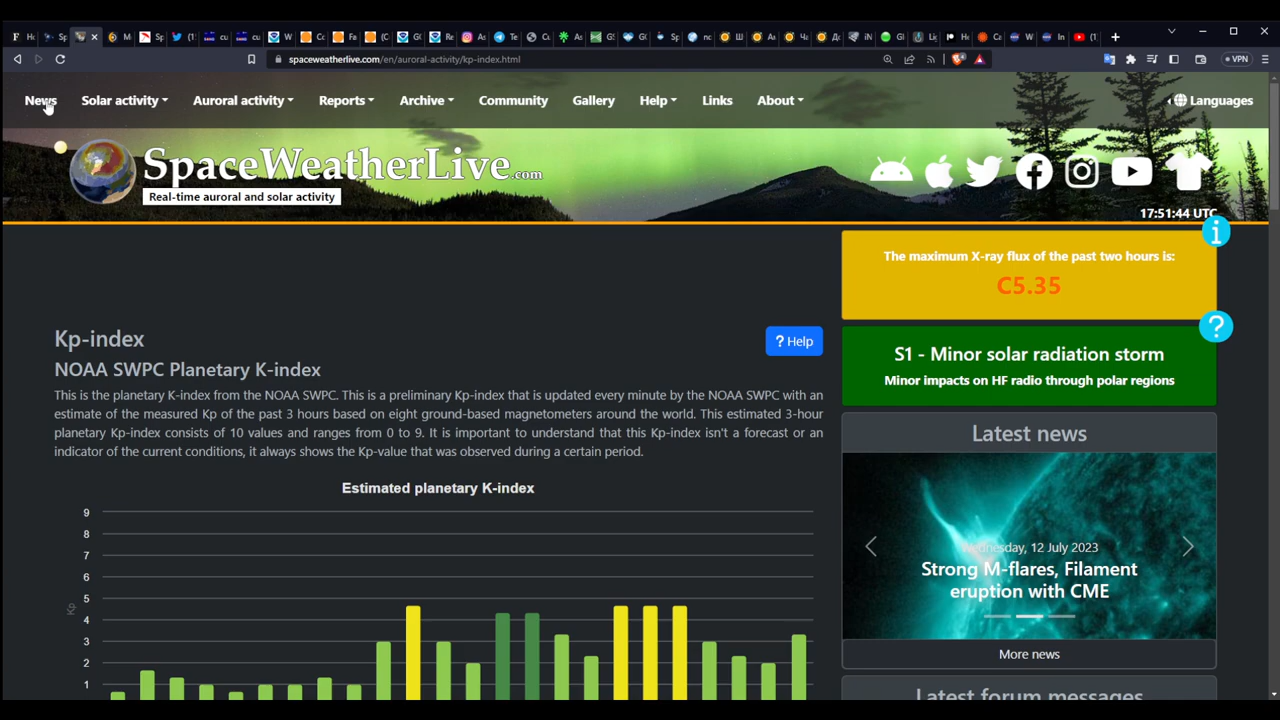 spaceweatherlive.com/en/auroral-activity/kp-index.html
VPN
News Solar activity Auroral activity Reports Archive Community Gallery Help Links About Languages
SpaceWeatherLive.com
Real-time auroral and solar activity
17:51:44 UTC
The maximum X-ray flux of the past two hours is:
C5.35
S1 - Minor solar radiation storm
Minor impacts on HF radio through polar regions
Kp-index
? Help
NOAA SWPC Planetary K-index
This is the planetary K-index from the NOAA SWPC. This is a preliminary Kp-index that is updated every minute by the NOAA SWPC with an
estimate of the measured Kp of the past 3 hours based on eight ground-based magnetometers around the world. This estimated 3-hour
planetary Kp-index consists of 10 values and ranges from 0 to 9. It is important to understand that this Kp-index isn't a forecast or an
indicator of the current conditions, it always shows the Kp-value that was observed during a certain period.
Estimated planetary K-index
9
8
7
6
5
4
3
2
1
Kp
Latest news
Wednesday, 12 July 2023
Strong M-flares, Filament
eruption with CME
More news
Latest forum messages